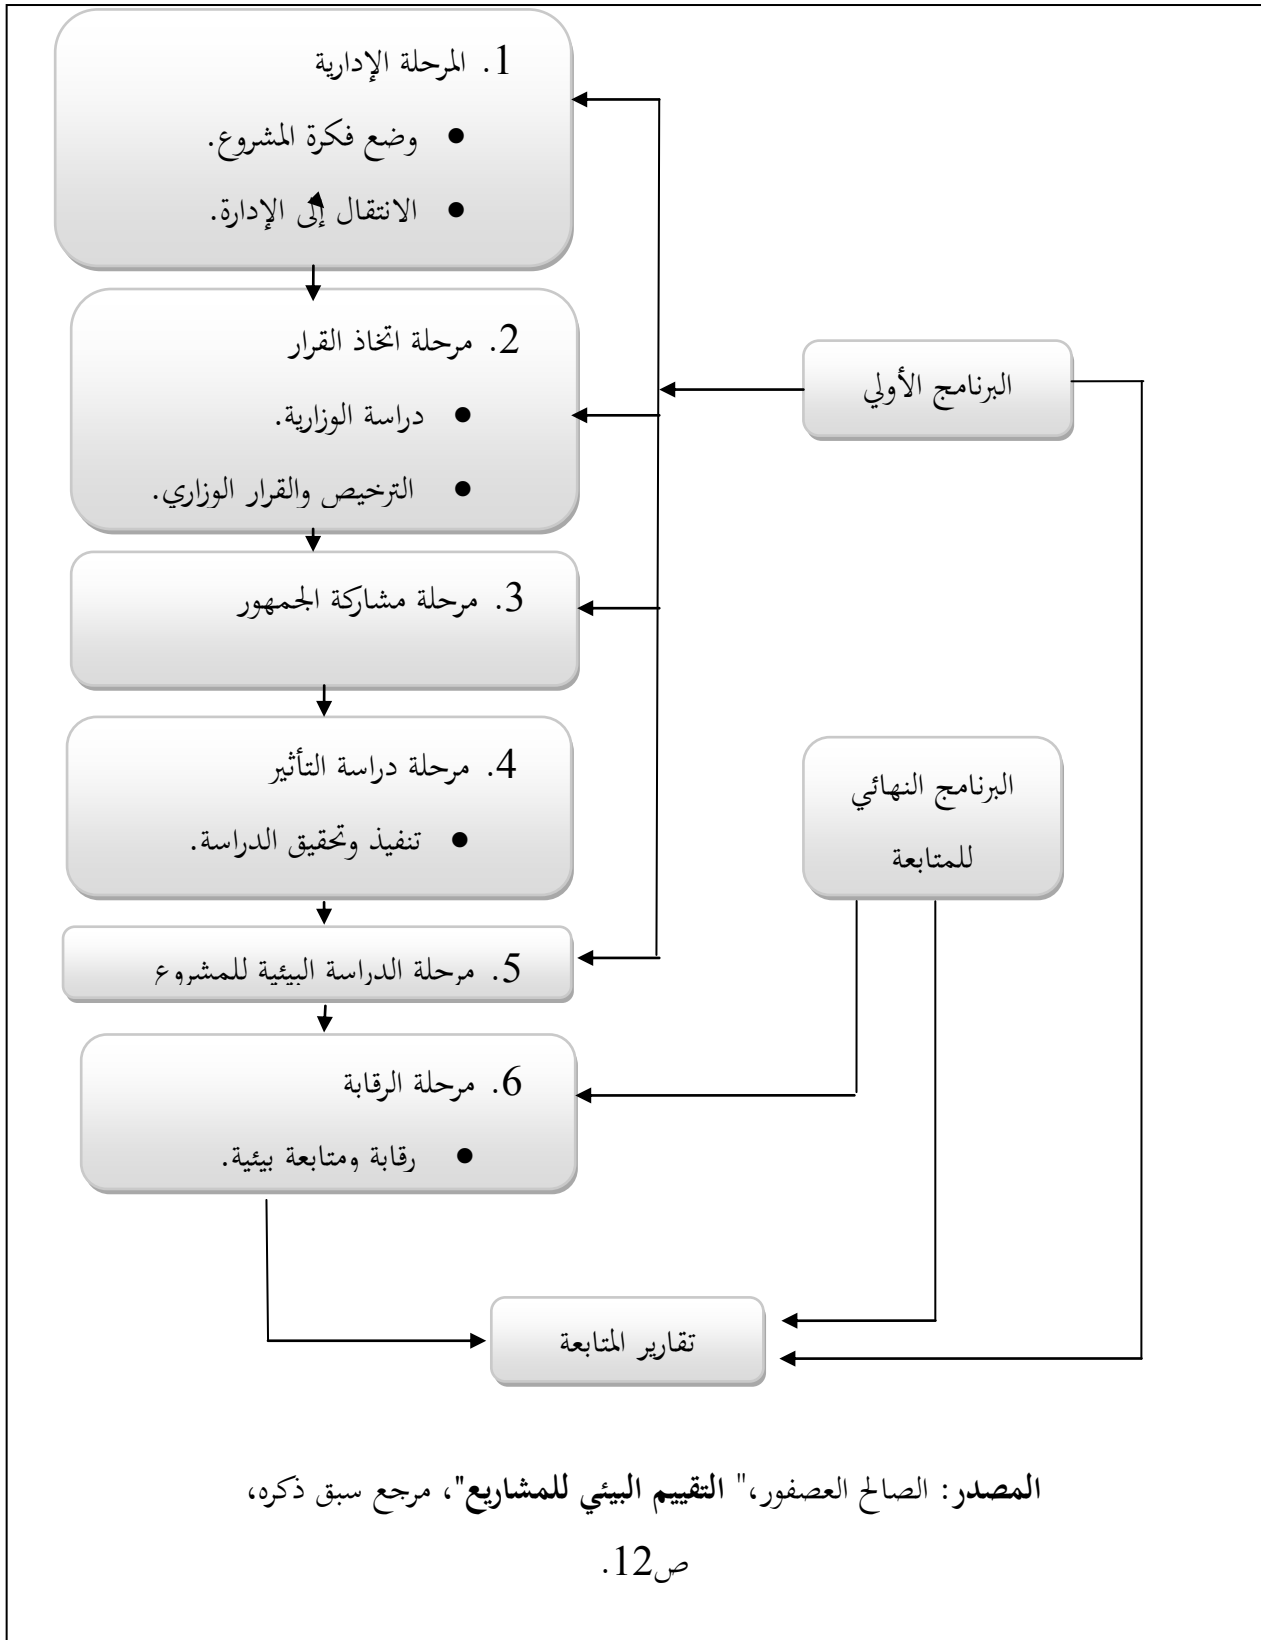 1. المرحلة الإدارية
• وضع فكرة المشروع.
• الانتقال إلى الإدارة.
2. مرحلة اتخاذ القرار
• دراسة الوزارية.
• الترخيص والقرار الوزاري.
3. مرحلة مشاركة الجمهور
4. مرحلة دراسة التأثير
• تنفيذ وتحقيق الدراسة.
5. مرحلة الدراسة البيئية للمشروع
6. مرحلة الرقابة
• رقابة ومتابعة بيئية.
البرنامج الأولي
البرنامج النهائي
للمتابعة
تقارير المتابعة
المصدر: الصالح العصفور،" التقييم البيئي للمشاريع"، مرجع سبق ذكره،
ص12.